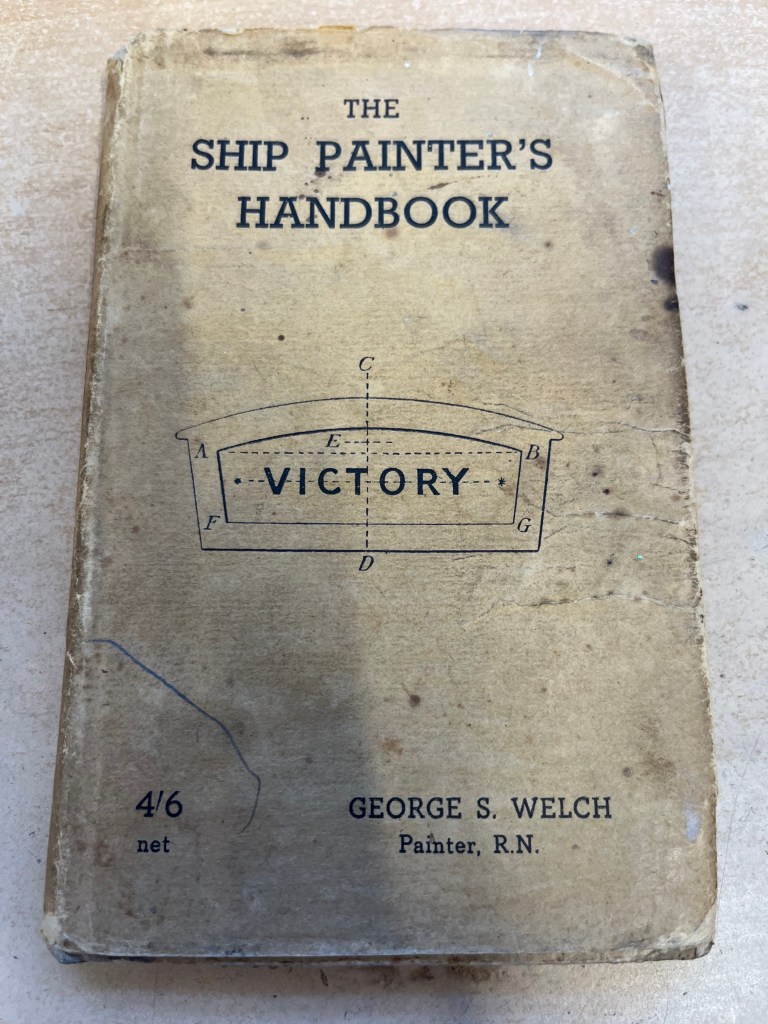 THE
SHIP PAINTER'S
HANDBOOK
C
E
A B
VICTORY
F G
D
4/6
net
GEORGE S. WELCH
Painter, R.N.